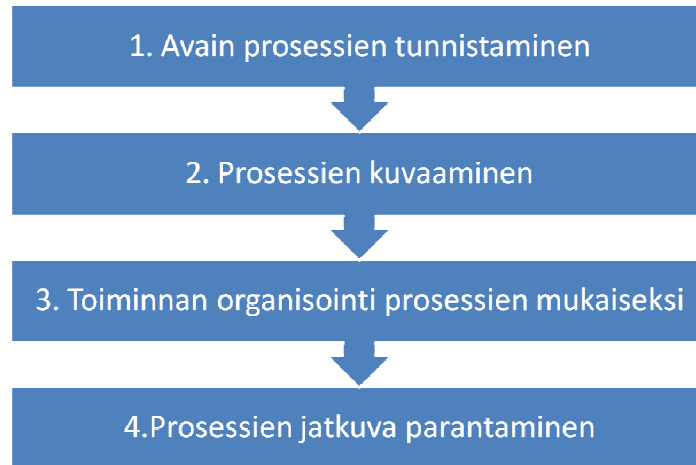 1. Avain prosessien tunnistaminen
2. Prosessien kuvaaminen
3. Toiminnan organisointi prosessien mukaiseksi
4.Prosessien jatkuva parantaminen